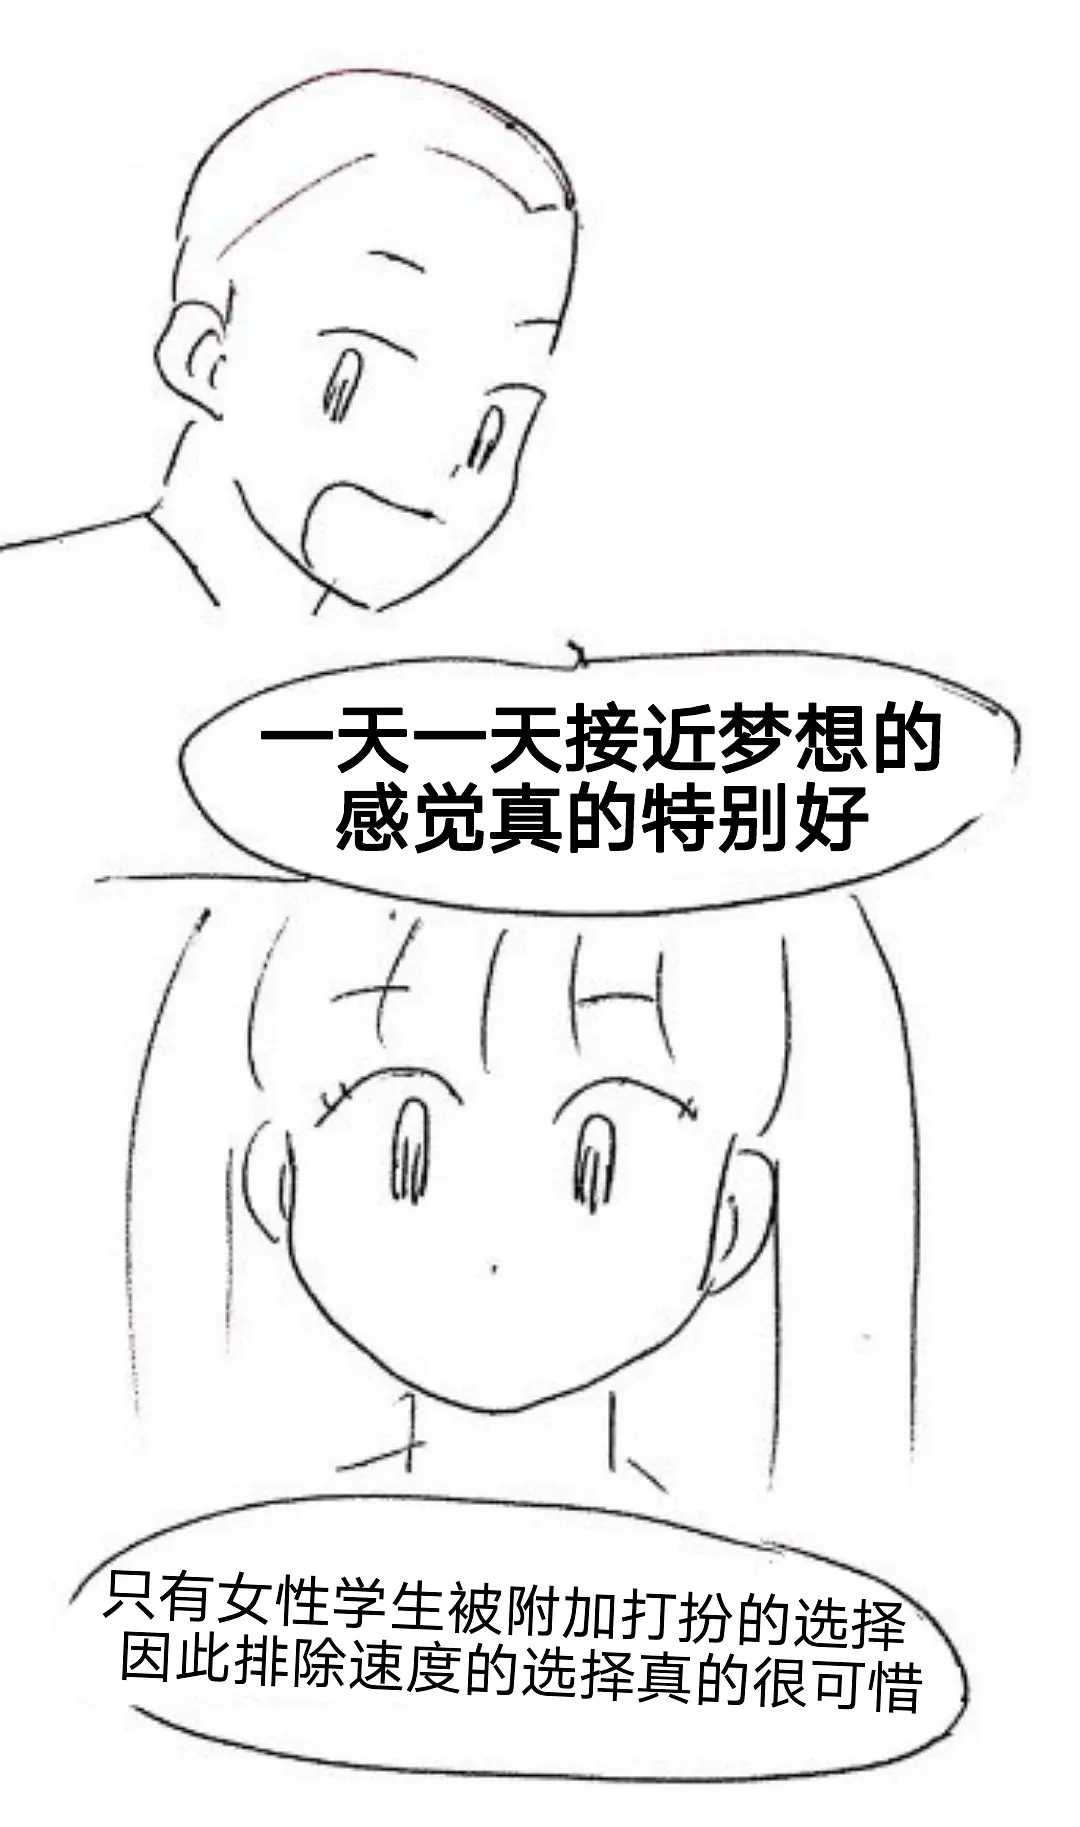 一天一天接近梦想的
感觉真的特别好
只有女性学生被附加打扮的选择
因此排除速度的选择真的很可惜